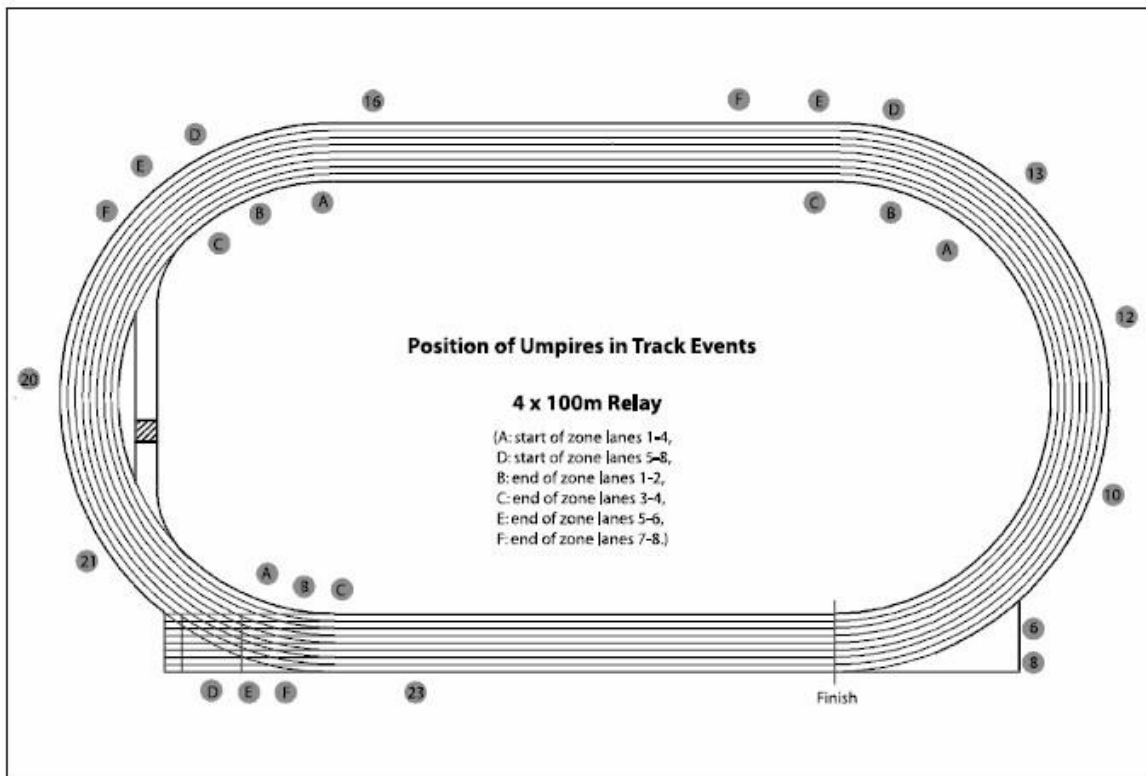 16
F
E
D
D
E
13
F
A
C
B
B
C
A
12
Position of Umpires in Track Events
20
4 x 100m Relay
(A: start of zone lanes 1-4,
D: start of zone lanes 5-8,
B: end of zone lanes 1-2,
C: end of zone lanes 3-4,
E: end of zone lanes 5-6,
F: end of zone lanes 7-8.)
10
21
A
8
C
6
8
D
E
F
23
Finish